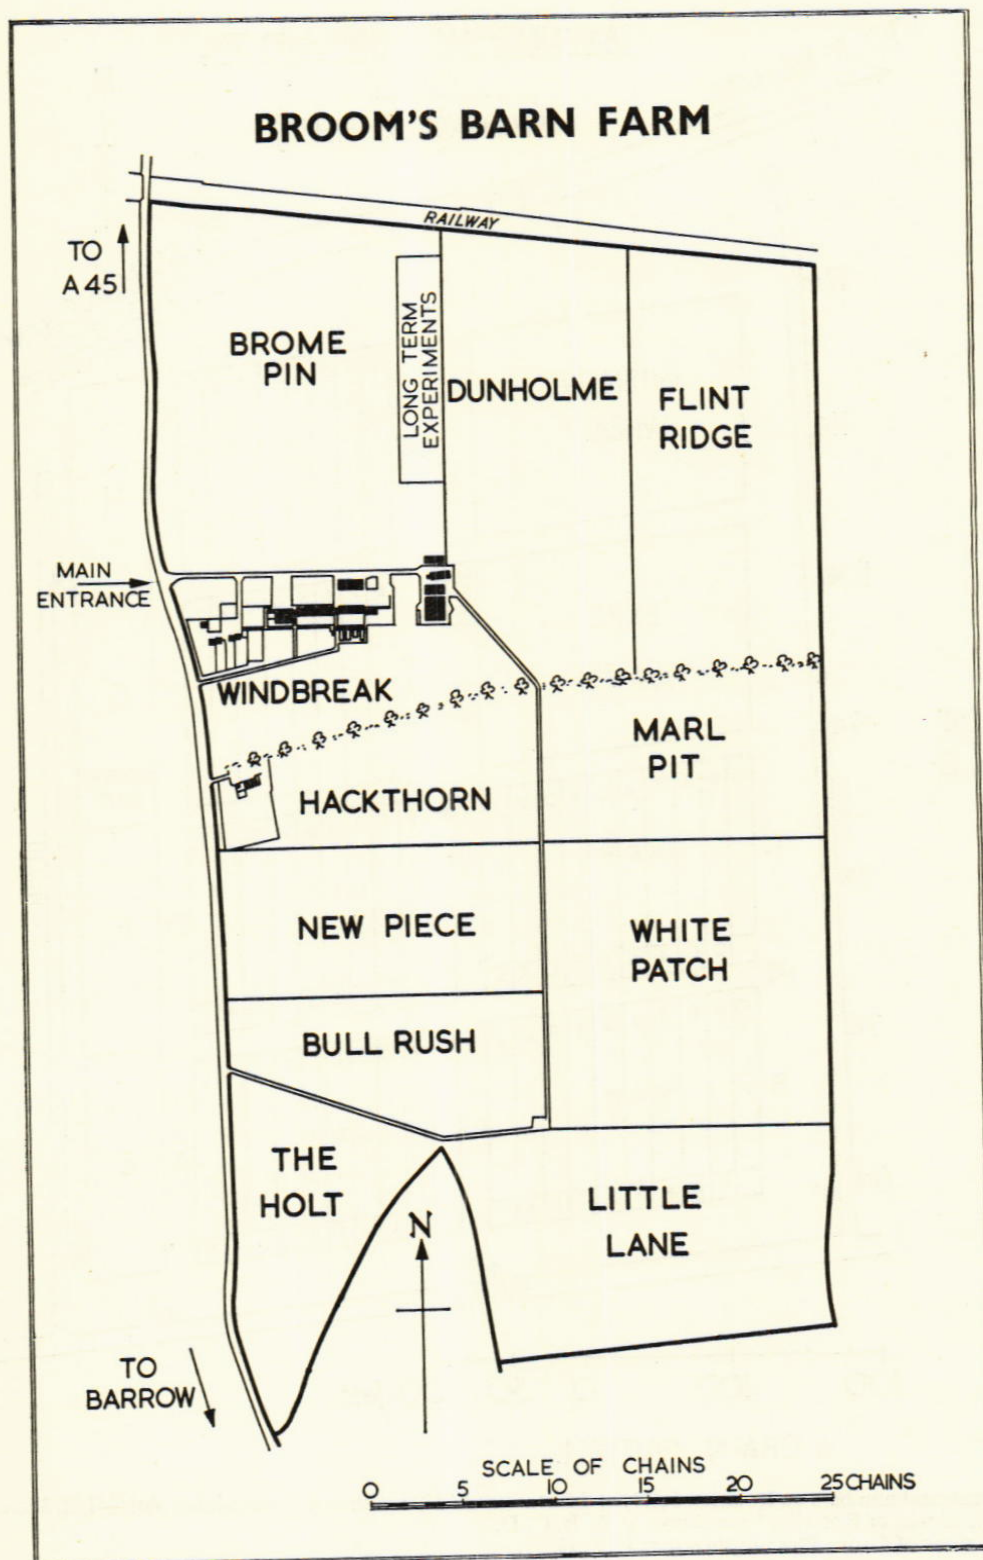 BROOM'S BARN FARM
RAILWAY
TO
A 45
BROME
PIN
LONG TERM
EXPERIMENTS
DUNHOLME
FLINT
RIDGE
MAIN
ENTRANCE
WINDBREAK
MARL
PIT
HACKTHORN
NEW PIECE
WHITE
PATCH
BULL RUSH
THE
HOLT
LITTLE
LANE
N
TO
BARROW
SCALE OF CHAINS
0 5 10 15 20 25 CHAINS